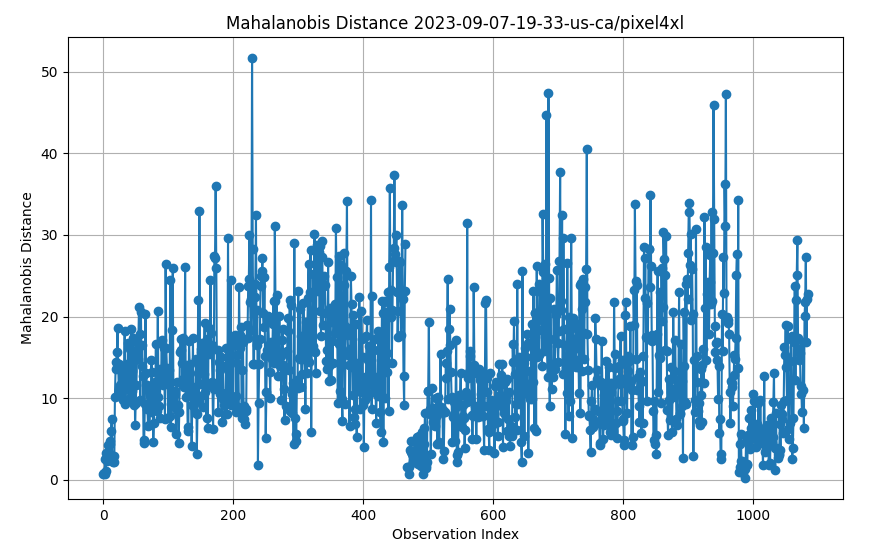 Mahalanobis Distance 2023-09-07-19-33-us-ca/pixel4xl
50
40
30
20
10
0
Mahalanobis Distance
0 200 400 600 800 1000
Observation Index